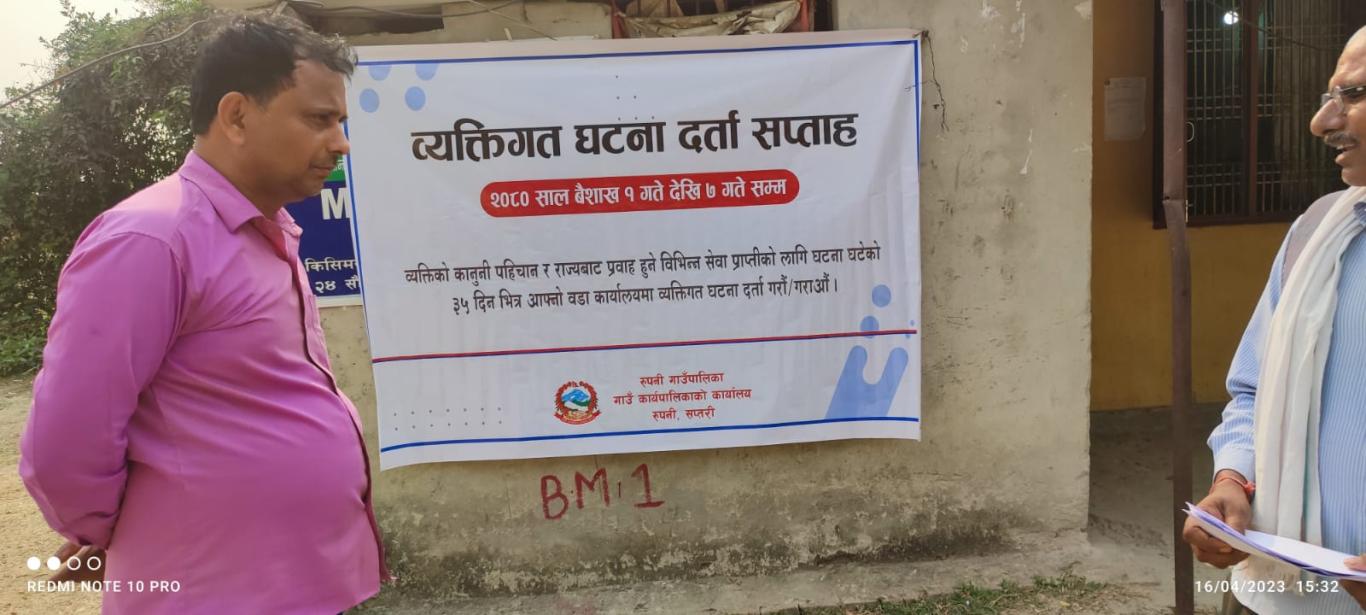 व्यक्तिगत घटना दर्ता सप्ताह
२०८० साल बैशाख १ गते देखि ७ गते सम्म
व्यक्तिको कानुनी पहिचान र राज्यबाट प्रवाह हुने विभिन्न सेवा प्राप्तीको लागि घटना घटेको
३५ दिन भित्र आफ्नो वडा कार्यालयमा व्यक्तिगत घटना दर्ता गरौं/गराऔं ।
रुपनी गाउँपालिका
गाउँ कार्यपालिकाको कार्यालय
रुपनी, सप्तरी
M
किसिम
२४ सै
B.M.1
REDMI NOTE 10 PRO
16/04/2023 15:32